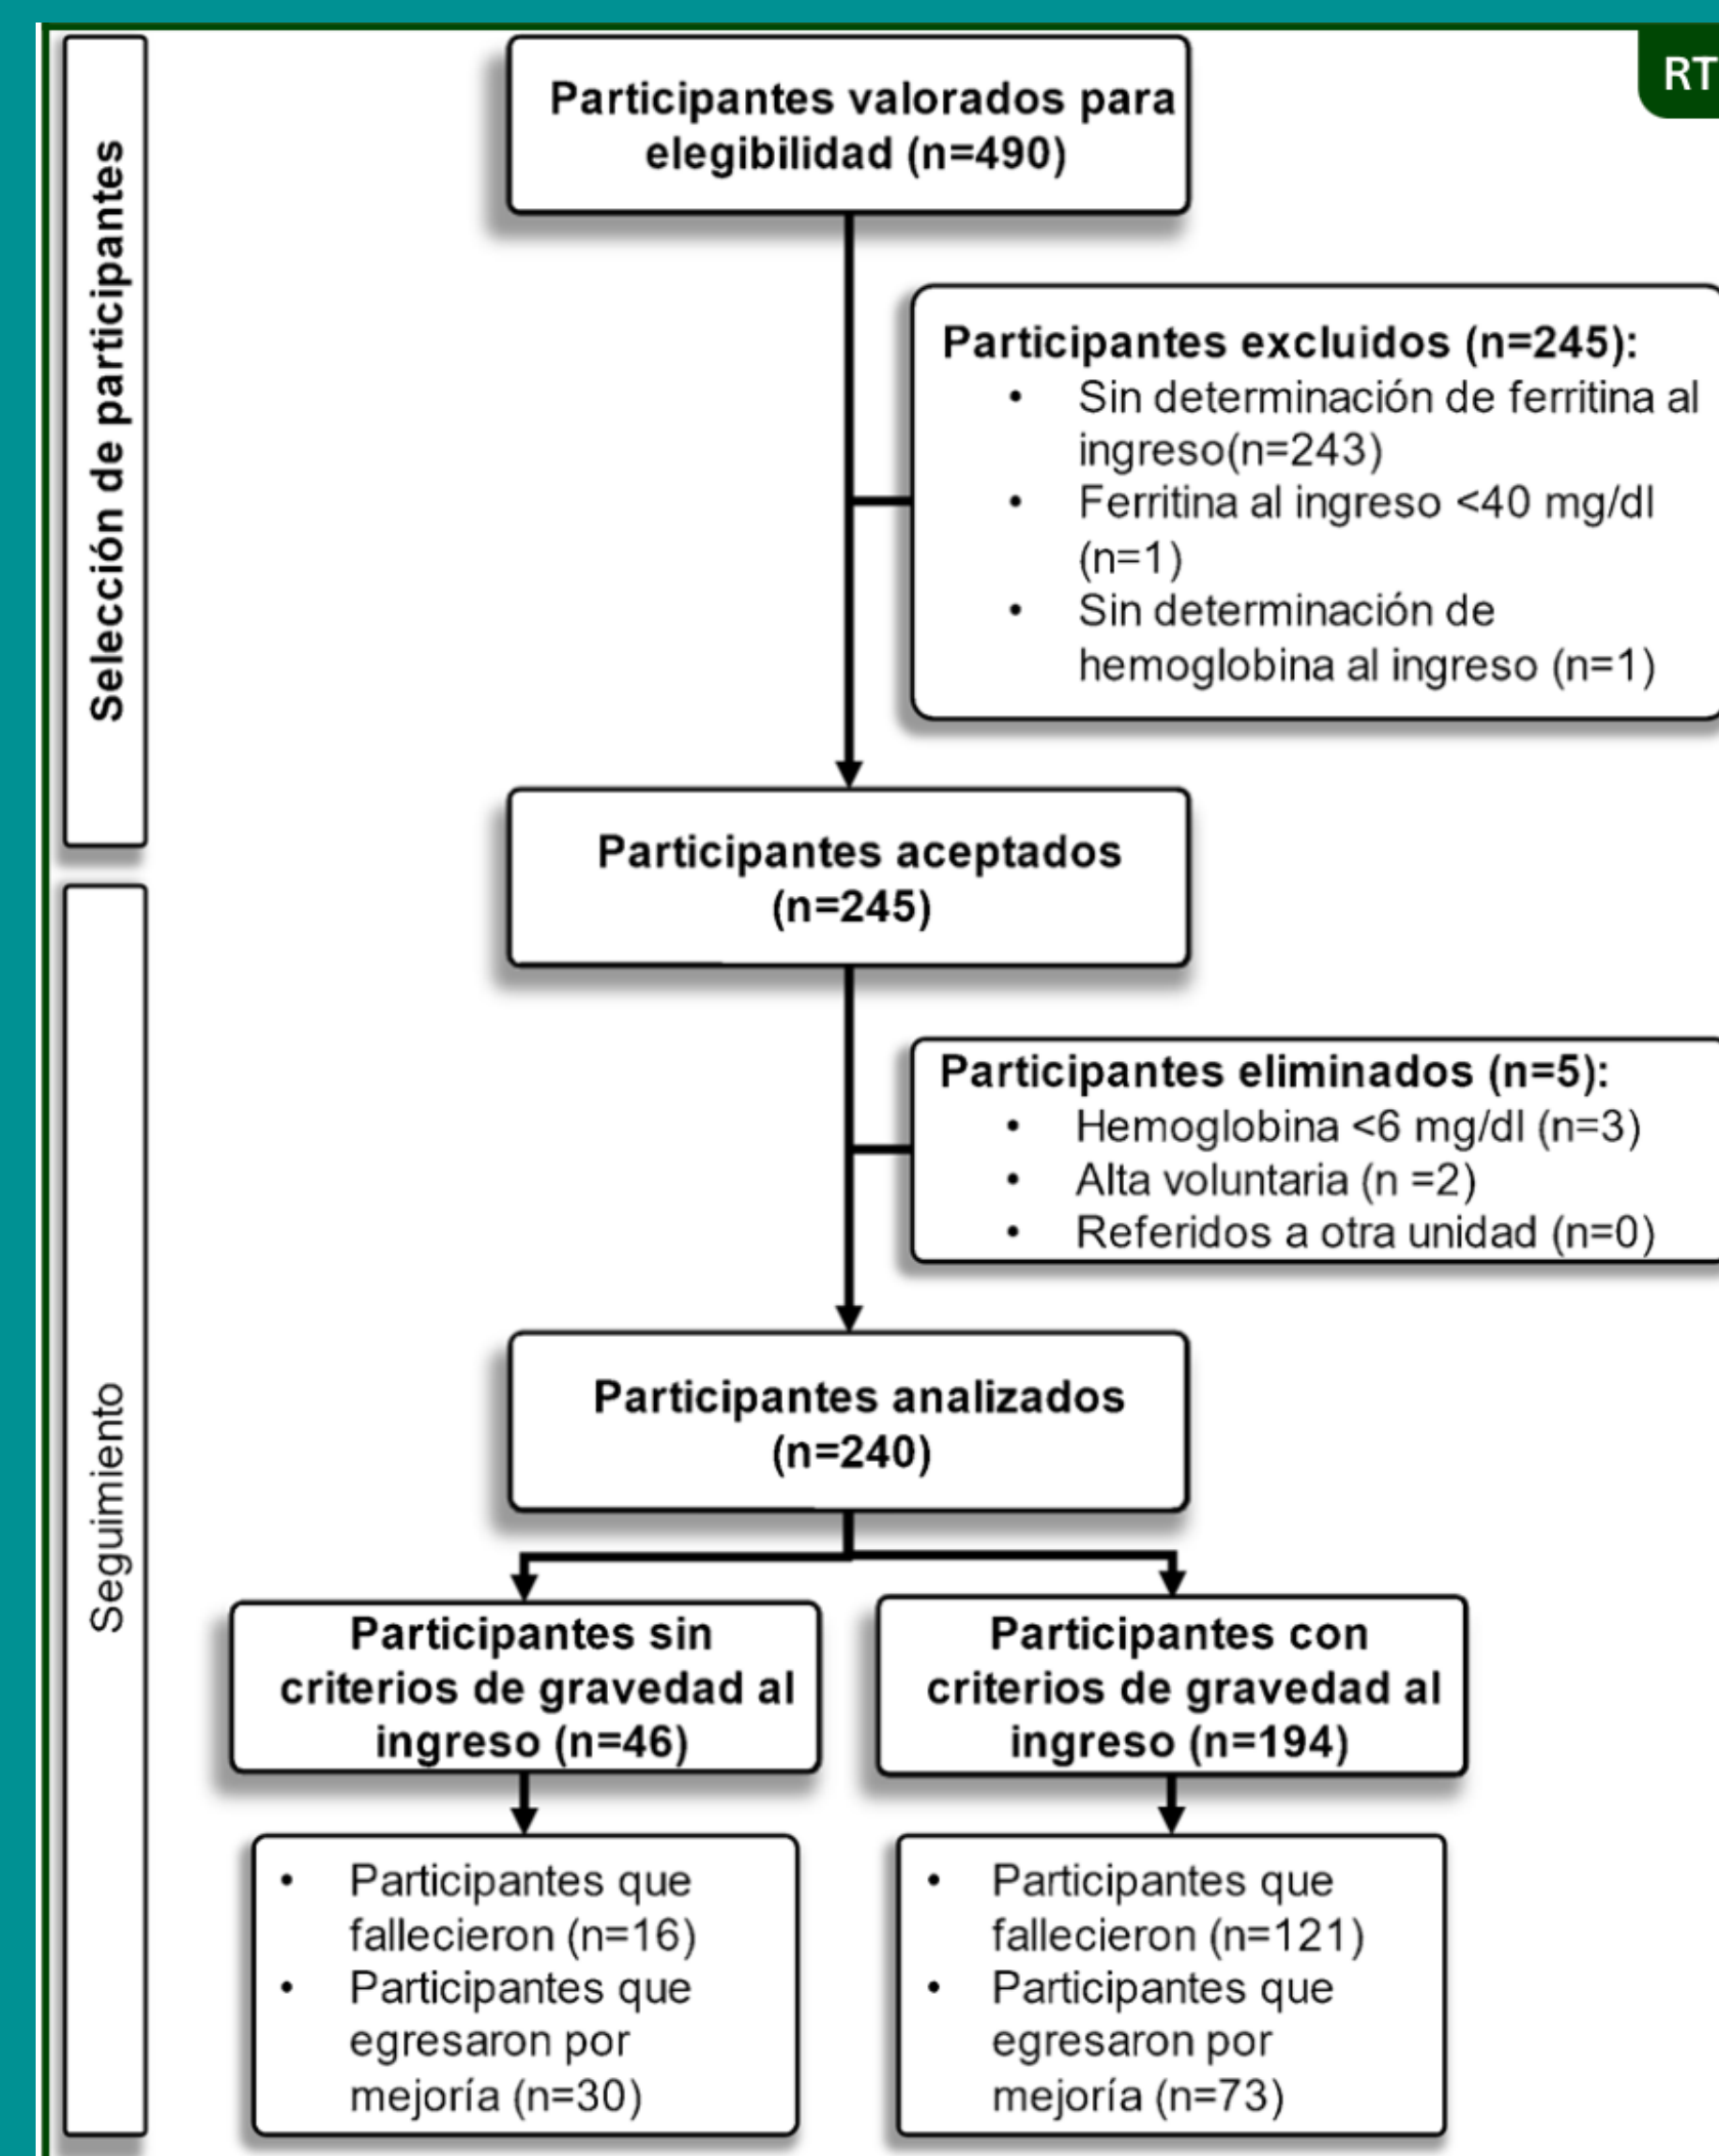 RT
Selección de participantes
Participantes valorados para
elegibilidad (n=490)
Participantes excluidos (n=245):
• Sin determinación de ferritina al
ingreso(n=243)
• Ferritina al ingreso <40 mg/dl
(n=1)
• Sin determinación de
hemoglobina al ingreso (n=1)
Participantes aceptados
(n=245)
Seguimiento
Participantes eliminados (n=5):
• Hemoglobina <6 mg/dl (n=3)
• Alta voluntaria (n =2)
• Referidos a otra unidad (n=0)
Participantes analizados
(n=240)
Participantes sin
criterios de gravedad al
ingreso (n=46)
Participantes con
criterios de gravedad al
ingreso (n=194)
• Participantes que
fallecieron (n=16)
• Participantes que
egresaron por
mejoría (n=30)
• Participantes que
fallecieron (n=121)
• Participantes que
egresaron por
mejoría (n=73)